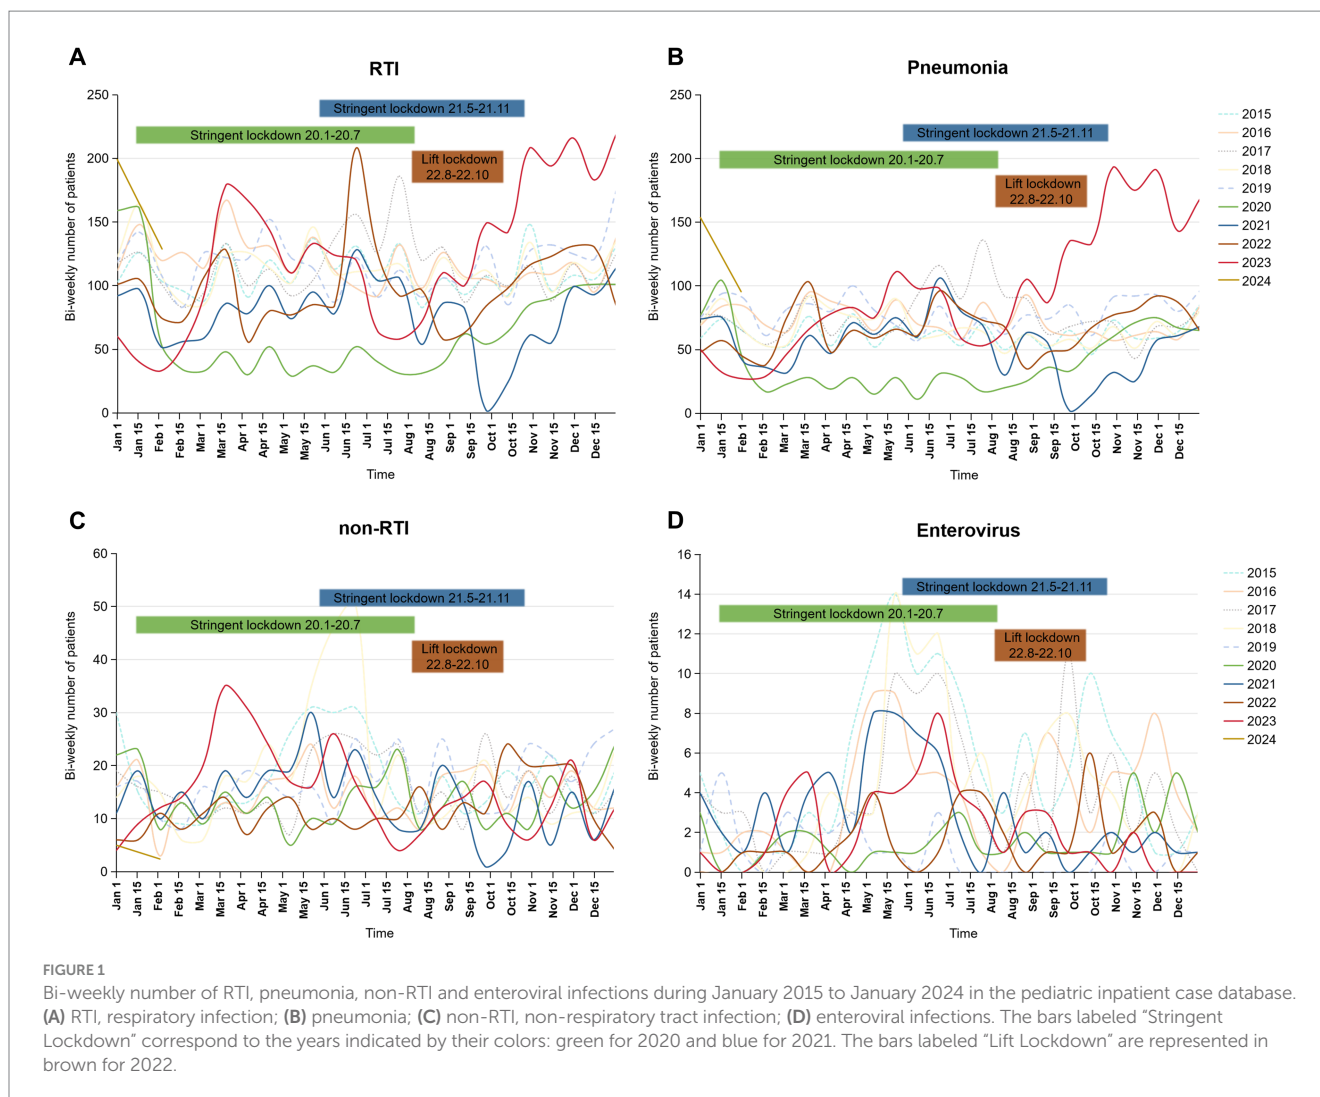 A
RTI
Bi-weekly number of patients
250
200
150
100
50
0
Stringent lockdown 21.5-21.11
Stringent lockdown 20.1-20.7
Lift lockdown
22.8-22.10
Jan 1
Jan 15
Feb 1
Feb 15
Mar 1
Mar 15
Apr 1
Apr 15
May 1
May 15
Jun 1
Jun 15
Jul 1
Jul 15
Aug 1
Aug 15
Sep 1
Sep 15
Oct 1
Oct 15
Nov 1
Nov 15
Dec 1
Dec 15
Time
B
Pneumonia
Bi-weekly number of patients
250
200
150
100
50
0
Stringent lockdown 21.5-21.11
Stringent lockdown 20.1-20.7
Lift lockdown
22.8-22.10
Jan 1
Jan 15
Feb 1
Feb 15
Mar 1
Mar 15
Apr 1
Apr 15
May 1
May 15
Jun 1
Jun 15
Jul 1
Jul 15
Aug 1
Aug 15
Sep 1
Sep 15
Oct 1
Oct 15
Nov 1
Nov 15
Dec 1
Dec 15
Time
2015
2016
2017
2018
2019
2020
2021
2022
2023
2024
C
non-RTI
Bi-weekly number of patients
60
50
40
30
20
10
0
Stringent lockdown 21.5-21.11
Stringent lockdown 20.1-20.7
Lift lockdown
22.8-22.10
Jan 1
Jan 15
Feb 1
Feb 15
Mar 1
Mar 15
Apr 1
Apr 15
May 1
May 15
Jun 1
Jun 15
Jul 1
Jul 15
Aug 1
Aug 15
Sep 1
Sep 15
Oct 1
Oct 15
Nov 1
Nov 15
Dec 1
Dec 15
Time
D
Enterovirus
Bi-weekly number of patients
16
14
12
10
8
6
4
2
0
Stringent lockdown 21.5-21.11
Stringent lockdown 20.1-20.7
Lift lockdown
22.8-22.10
Jan 1
Jan 15
Feb 1
Feb 15
Mar 1
Mar 15
Apr 1
Apr 15
May 1
May 15
Jun 1
Jun 15
Jul 1
Jul 15
Aug 1
Aug 15
Sep 1
Sep 15
Oct 1
Oct 15
Nov 1
Nov 15
Dec 1
Dec 15
Time
2015
2016
2017
2018
2019
2020
2021
2022
2023
2024
FIGURE 1
Bi-weekly number of RTI, pneumonia, non-RTI and enteroviral infections during January 2015 to January 2024 in the pediatric inpatient case database.
(A) RTI, respiratory infection; (B) pneumonia; (C) non-RTI, non-respiratory tract infection; (D) enteroviral infections. The bars labeled “Stringent
Lockdown” correspond to the years indicated by their colors: green for 2020 and blue for 2021. The bars labeled “Lift Lockdown” are represented in
brown for 2022.